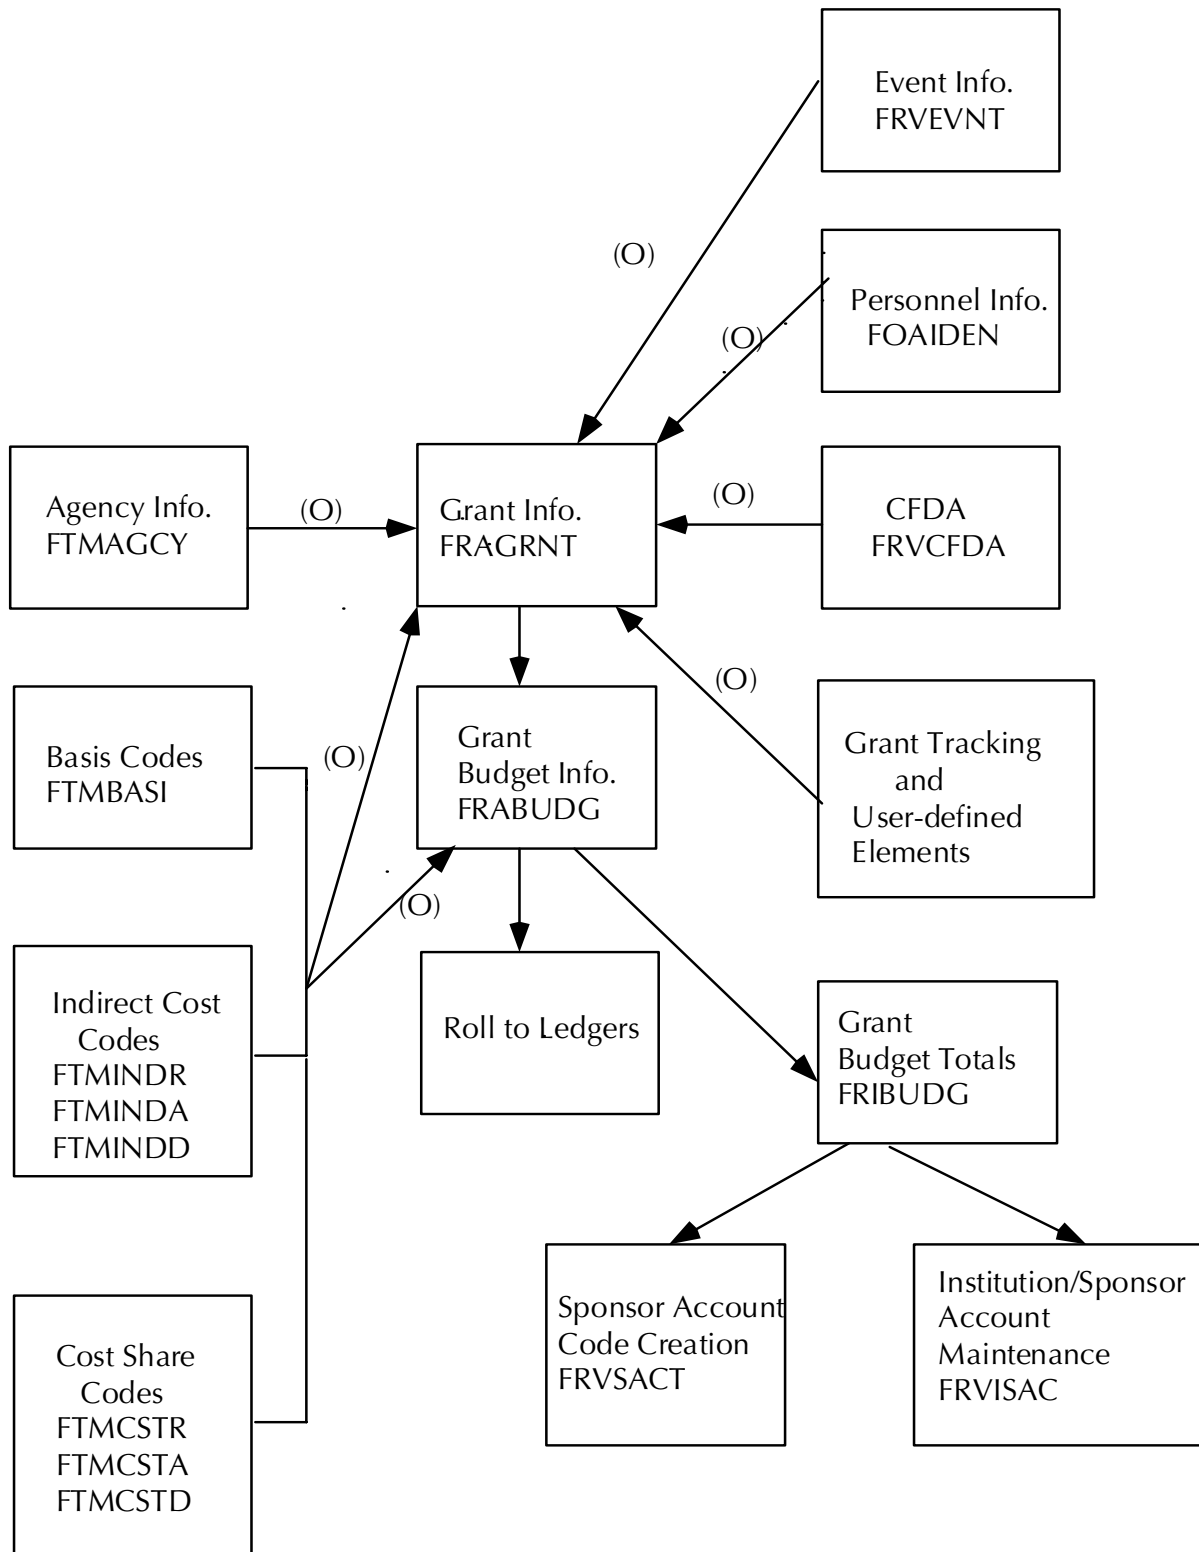 Event Info.
FRVEVNT
(O)
Personnel Info.
FOAIDEN
(O)
Agency Info.
FTMAGCY
(O)
Grant Info.
FRAGRNT
(O)
CFDA
FRVCFDA
Basis Codes
FTMBASI
(O)
Grant
Budget Info.
FRABUDG
(O)
Grant Tracking
and
User-defined
Elements
(O)
Indirect Cost
Codes
FTMINDR
FTMINDA
FTMINDD
Roll to Ledgers
Grant
Budget Totals
FRIBUDG
Cost Share
Codes
FTMCSTR
FTMCSTA
FTMCSTD
Sponsor Account
Code Creation
FRVSACT
Institution/Sponsor
Account
Maintenance
FRVISAC